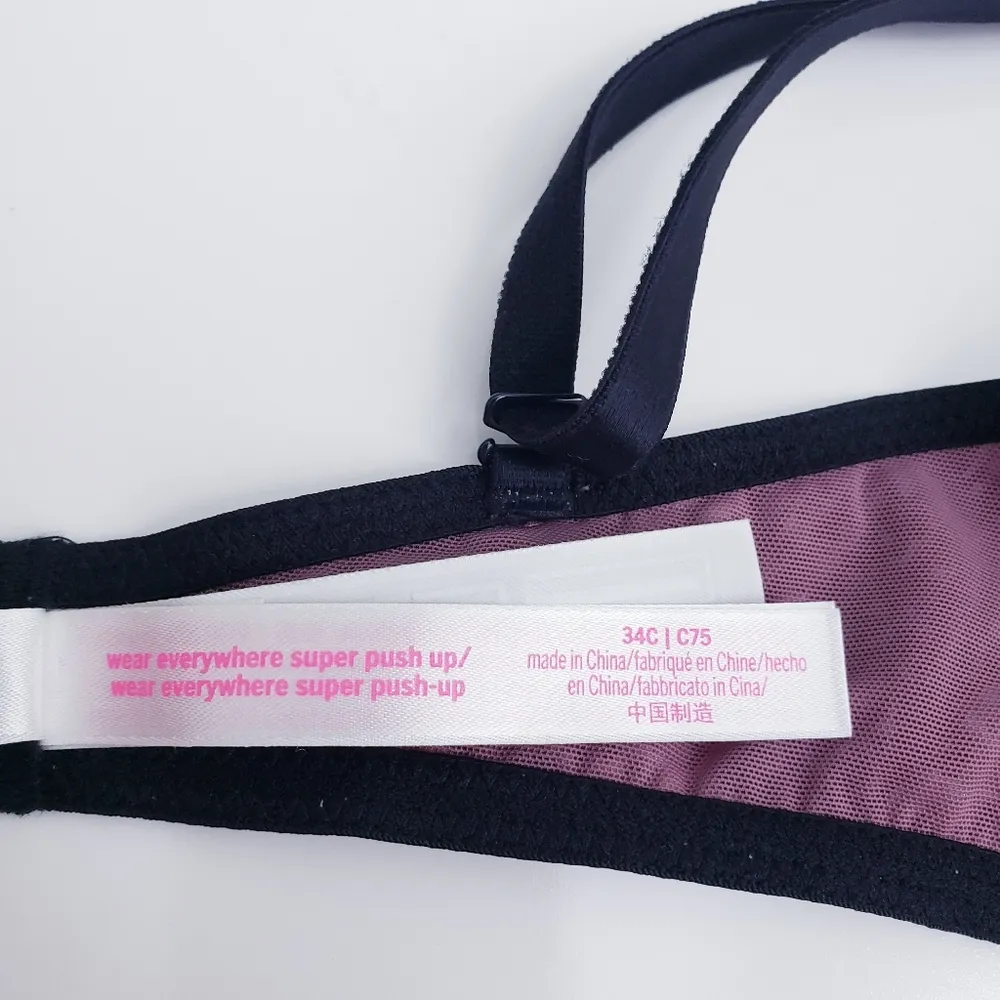 wear everywhere super push up/
wear everywhere super push-up
34C | C75
made in China/fabriqué en Chine/hecho
en China/fabbricato in Cina/
中国制造